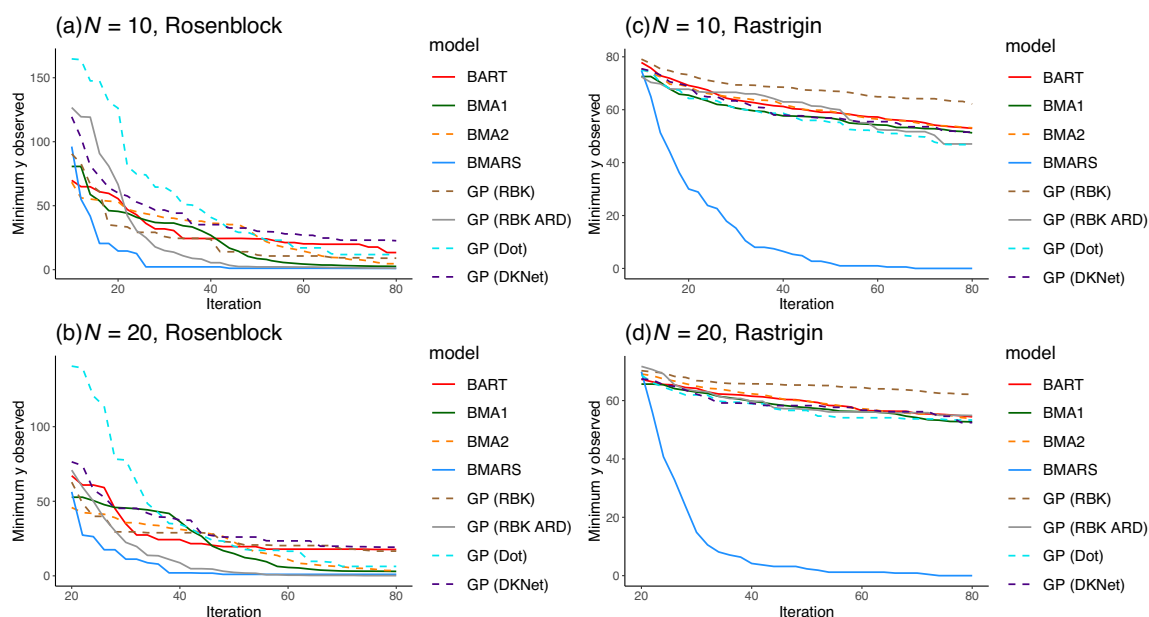 (a)N = 10, Rosenblock
Minimum y observed
150
100
50
0
20
40
60
80
Iteration
model
BART
BMA1
BMA2
BMARS
GP (RBK)
GP (RBK ARD)
GP (Dot)
GP (DKNet)
(c)N = 10, Rastrigin
Minimum y observed
80
60
40
20
0
20
40
60
80
Iteration
model
BART
BMA1
BMA2
BMARS
GP (RBK)
GP (RBK ARD)
GP (Dot)
GP (DKNet)
(b)N = 20, Rosenblock
Minimum y observed
100
50
0
20
40
60
80
Iteration
model
BART
BMA1
BMA2
BMARS
GP (RBK)
GP (RBK ARD)
GP (Dot)
GP (DKNet)
(d)N = 20, Rastrigin
Minimum y observed
60
40
20
0
20
40
60
80
Iteration
model
BART
BMA1
BMA2
BMARS
GP (RBK)
GP (RBK ARD)
GP (Dot)
GP (DKNet)